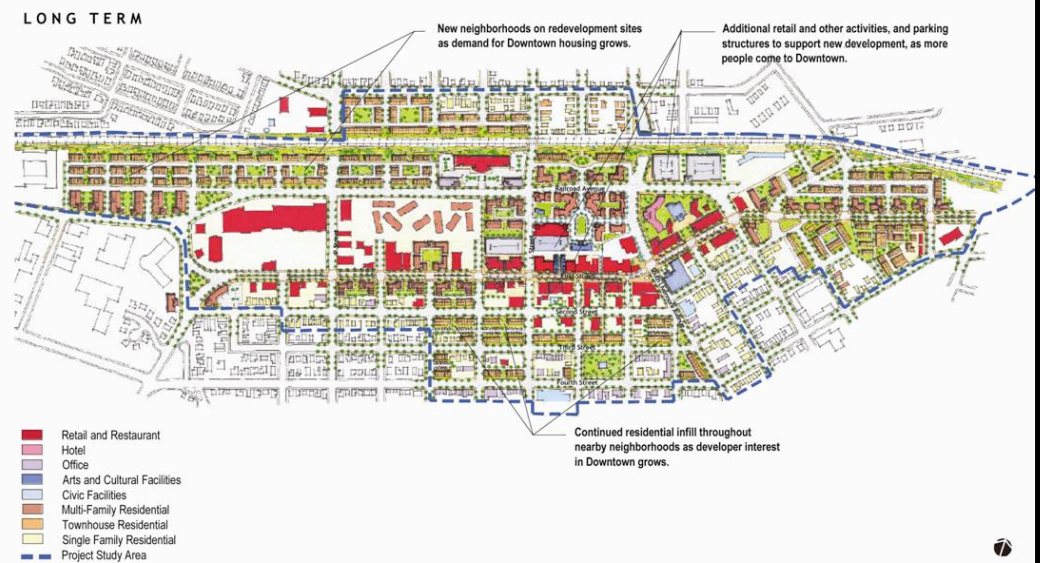 LONG TERM
New neighborhoods on redevelopment sites
as demand for Downtown housing grows.
Additional retail and other activities, and parking
structures to support new development, as more
people come to Downtown.
Railroad Avenue
First Street
Second Street
Third Street
Fourth Street
Continued residential infill throughout
nearby neighborhoods as developer interest
in Downtown grows.
Retail and Restaurant
Hotel
Office
Arts and Cultural Facilities
Civic Facilities
Multi-Family Residential
Townhouse Residential
Single Family Residential
Project Study Area